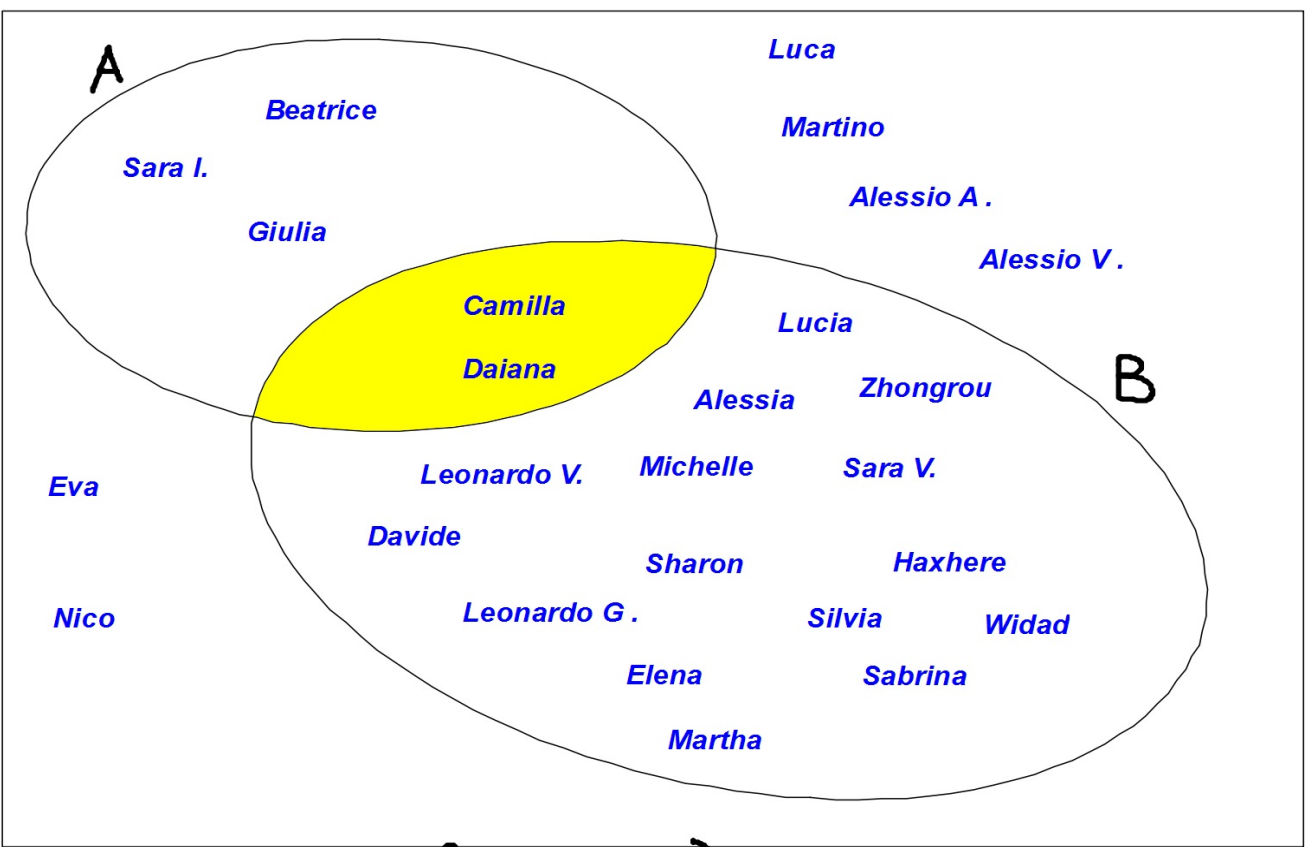 A
Luca
Beatrice
Martino
Sara I.
Alessio A .
Giulia
Alessio V .
Camilla
Lucia
Daiana
Alessia
Zhongrou
B
Leonardo V.
Michelle
Sara V.
Eva
Davide
Sharon
Haxhere
Nico
Leonardo G .
Silvia
Widad
Elena
Sabrina
Martha